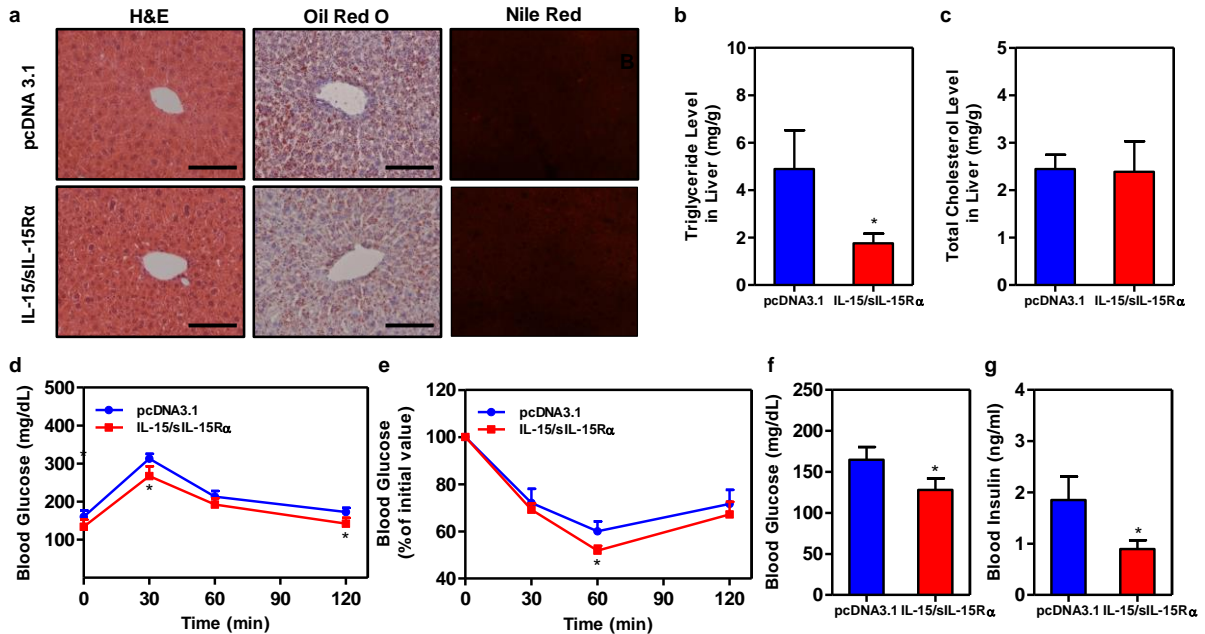 a
H&E
Oil Red O
Nile Red
pcDNA 3.1
IL-15/sIL-15Rα
B
b
Triglyceride Level
in Liver (mg/g)
10
8
6
4
2
0
*
pcDNA3.1
IL-15/sIL-15Rα
c
Total Cholesterol Level
in Liver (mg/g)
5
4
3
2
1
0
pcDNA3.1
IL-15/sIL-15Rα
d
Blood Glucose (mg/dL)
500
400
300
200
100
pcDNA3.1
IL-15/sIL-15Rα
*
*
*
0 30 60 90 120
Time (min)
e
Blood Glucose
(% of initial value)
120
100
80
60
40
pcDNA3.1
IL-15/sIL-15Rα
*
0 30 60 90 120
Time (min)
f
Blood Glucose (mg/dL)
250
200
150
100
50
0
*
pcDNA3.1 IL-15/sIL-15Rα
g
Blood Insulin (ng/ml)
4
3
2
1
0
*
pcDNA3.1 IL-15/sIL-15Rα